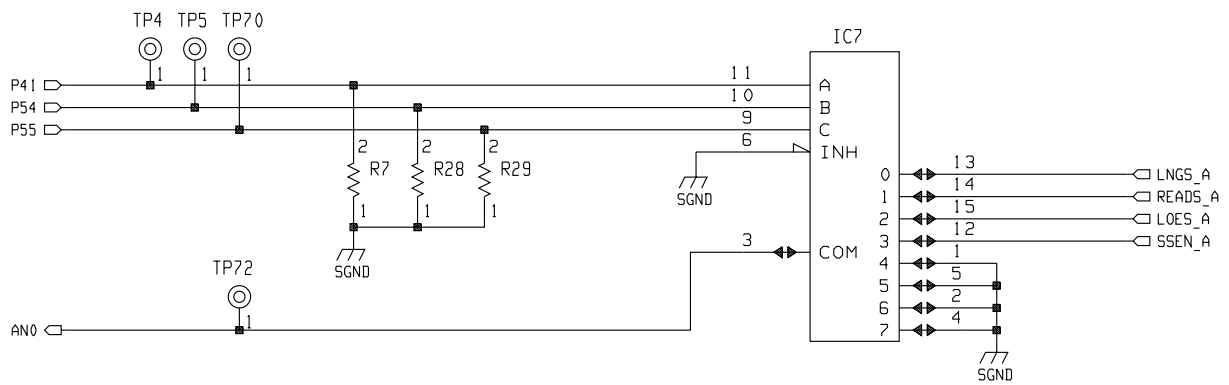 TP4 TP5 TP70
IC7
P41 1 1 1 11 A
P54 10 B
P55 9 C
6 INH
2 2 2
R7 R28 R29
1 1 1
SGND
SGND
0 13 LNGS_A
1 14 READS_A
2 15 LOES_A
3 12 SSEN_A
3 COM
4 1
5 5
6 2
7 4
SGND
TP72
1
AN0